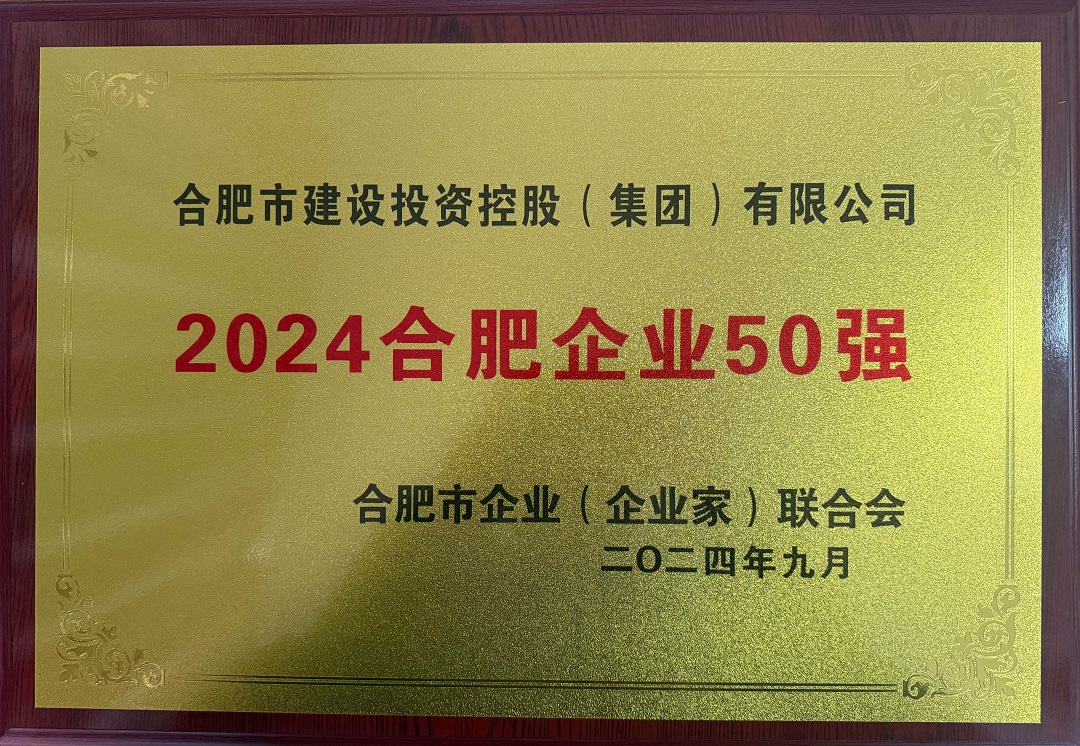 合肥市建设投资控股（集团）有限公司
2024合肥企业50强
合肥市企业（企业家）联合会
二〇二四年九月